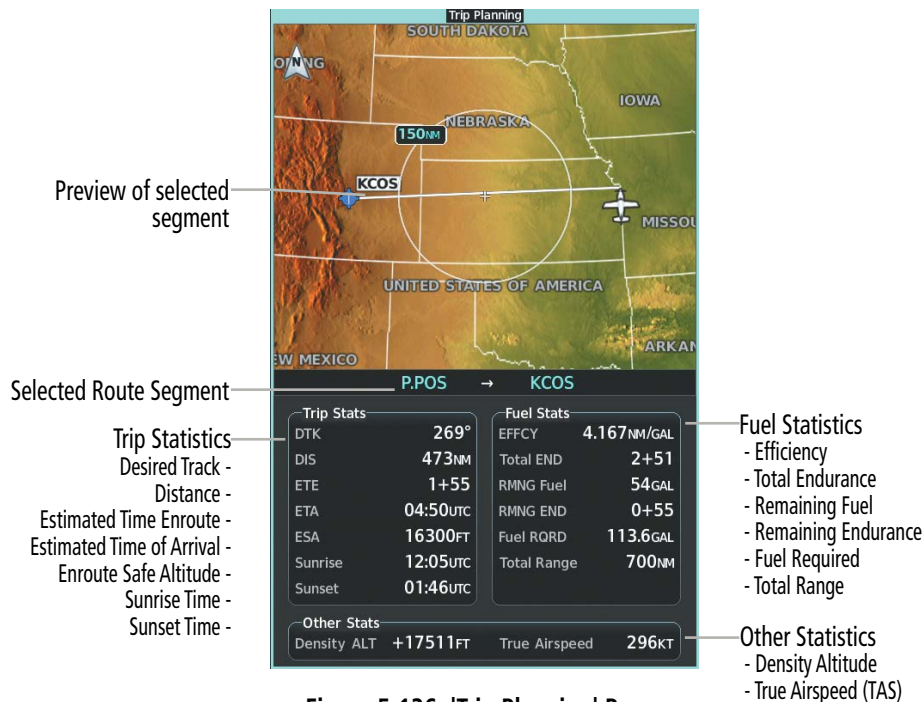 Trip Planning
SOUTH DAKOTA
N
NG
IOWA
NEBRASKA
150NM
KCOS
MISSOU
UNITED STATES OF AMERICA
ARKAN
EW MEXICO
Preview of selected
segment
Selected Route Segment
P.POS → KCOS
Trip Statistics
Desired Track -
Distance -
Estimated Time Enroute -
Estimated Time of Arrival -
Enroute Safe Altitude -
Sunrise Time -
Sunset Time -
Trip Stats
DTK 269°
DIS 473NM
ETE 1+55
ETA 04:50UTC
ESA 16300FT
Sunrise 12:05UTC
Sunset 01:46UTC
Fuel Stats
EFFCY 4.167NM/GAL
Total END 2+51
RMNG Fuel 54GAL
RMNG END 0+55
Fuel RQRD 113.6GAL
Total Range 700NM
Fuel Statistics
- Efficiency
- Total Endurance
- Remaining Fuel
- Remaining Endurance
- Fuel Required
- Total Range
Other Stats
Density ALT +17511FT True Airspeed 296KT
Other Statistics
- Density Altitude
- True Airspeed (TAS)